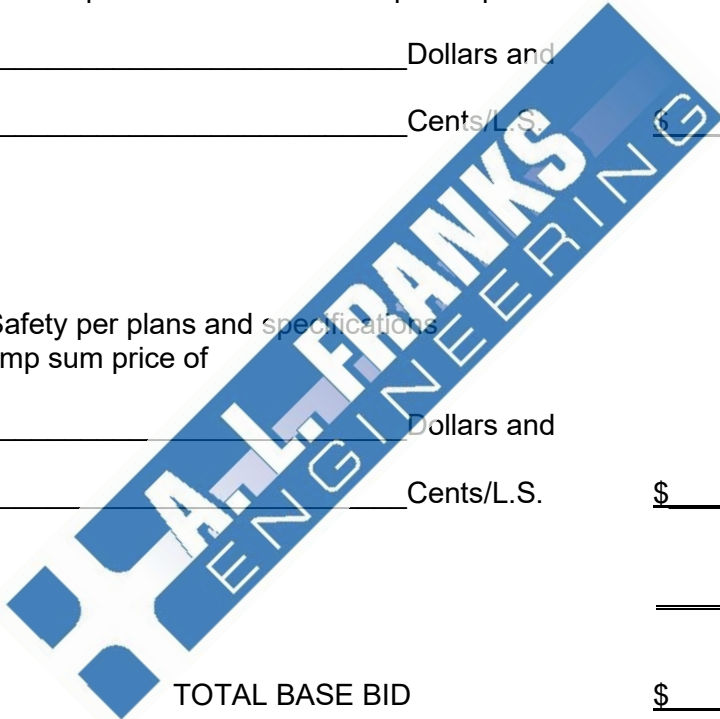 Dollars and
Cents/L.S. $
Safety per plans and specifications
mp sum price of
Dollars and
Cents/L.S. $
TOTAL BASE BID $
A. L. FRANKS
ENGINEERING